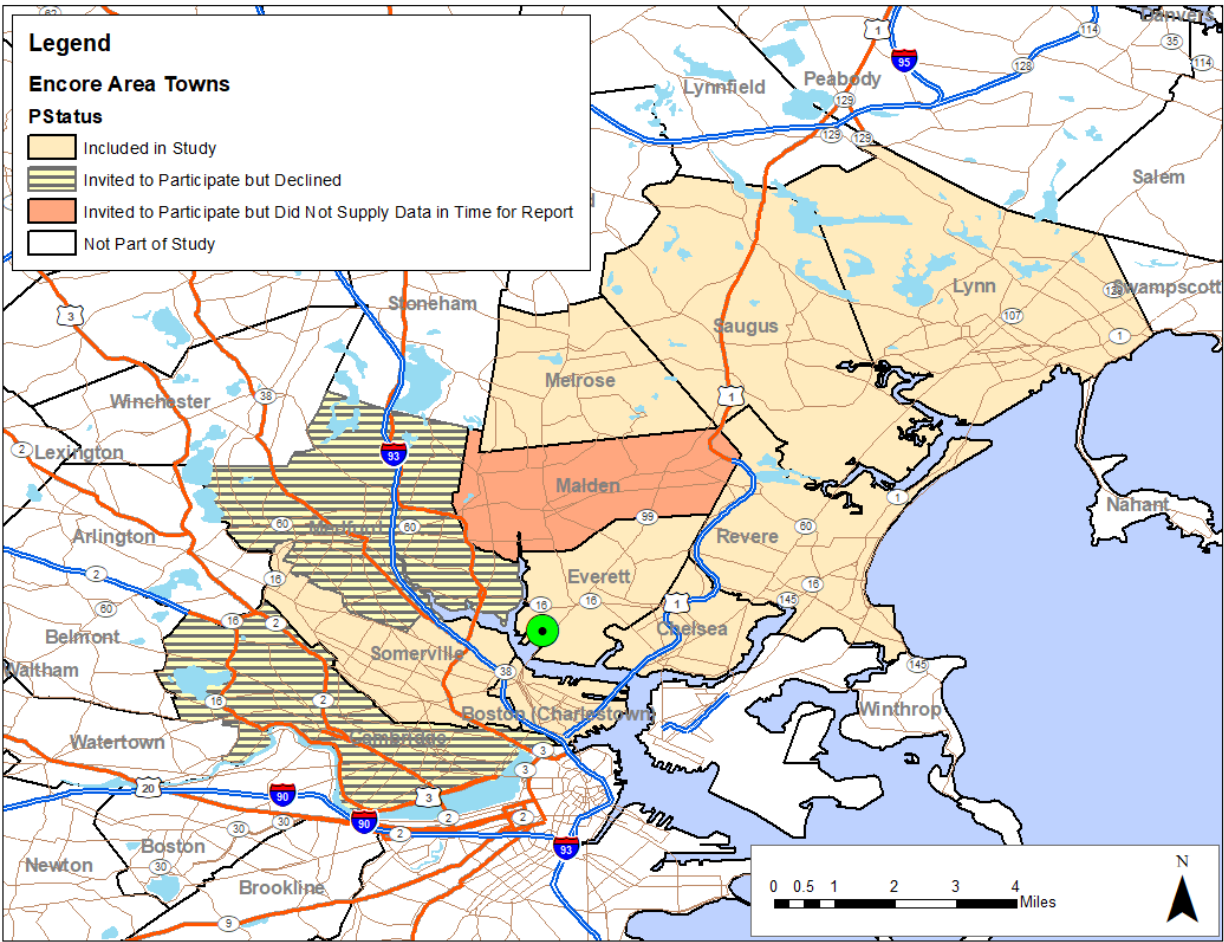 Legend
Encore Area Towns
PStatus
Included in Study
Invited to Participate but Declined
Invited to Participate but Did Not Supply Data in Time for Report
Not Part of Study
62
Danvers
1
114
35
114
95
128
Peabody
Lynnfield
129
129
129
Salem
d
Stoneham
Lynn
Swampscott
3
107
Saugus
1
Melrose
38
1
Winchester
2
Lexington
93
Malden
1
Nahant
99
60
Medford
60
60
Arlington
Revere
2
16
Everett
16
60
16
16
145
1
Belmont
16
2
Chelsea
Waltham
Somerville
145
38
16
2
Winthrop
Boston (Charlestown)
Watertown
Cambridge
3
3
20
90
3
2
2
90
2
30
30
93
Boston
30
Newton
Brookline
9
N
0 0.5 1 2 3 4
Miles